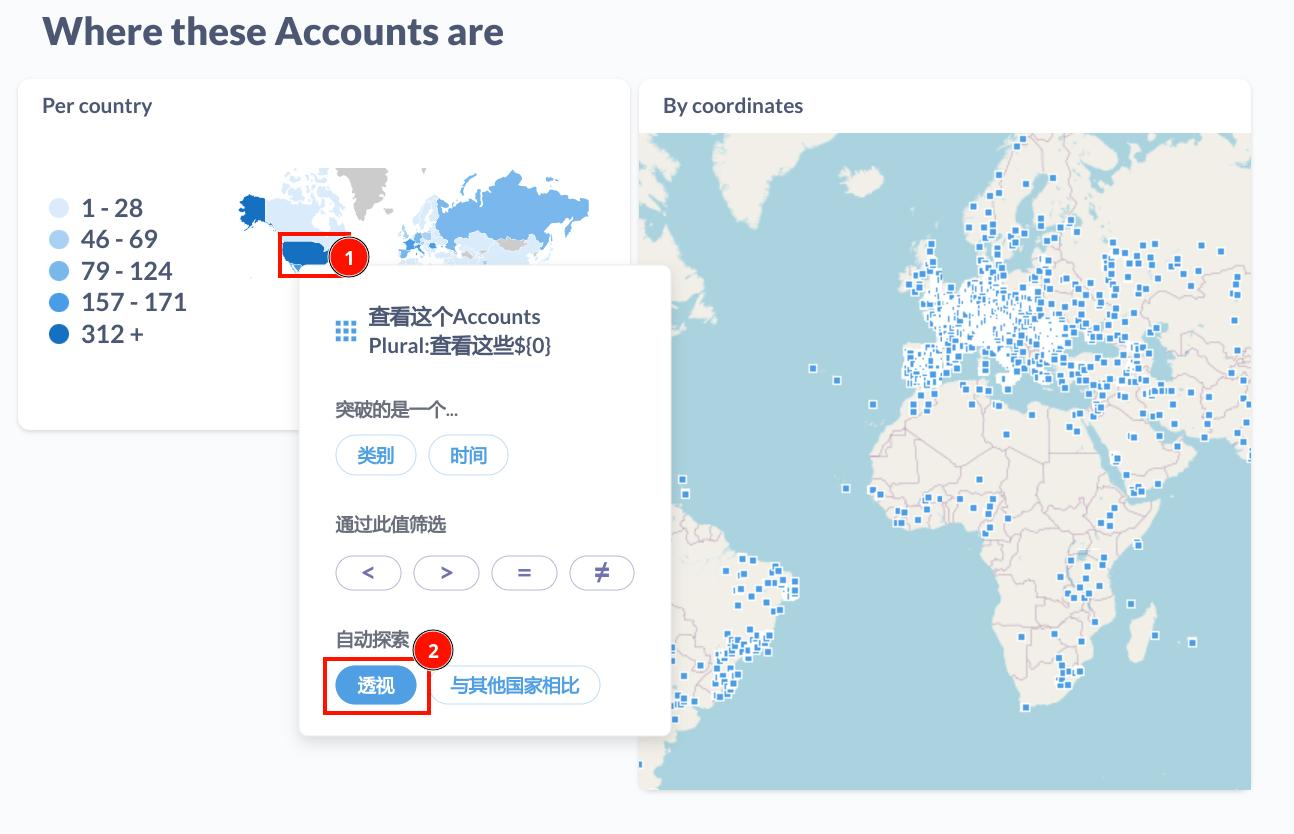 Where these Accounts are
Per country
By coordinates
1 - 28
46 - 69
79 - 124
157 - 171
312 +
1
查看这个Accounts
Plural:查看这些${0}
突破的是一个...
类别
时间
通过此值筛选
<
>
=
≠
自动探索
2
透视
与其他国家相比